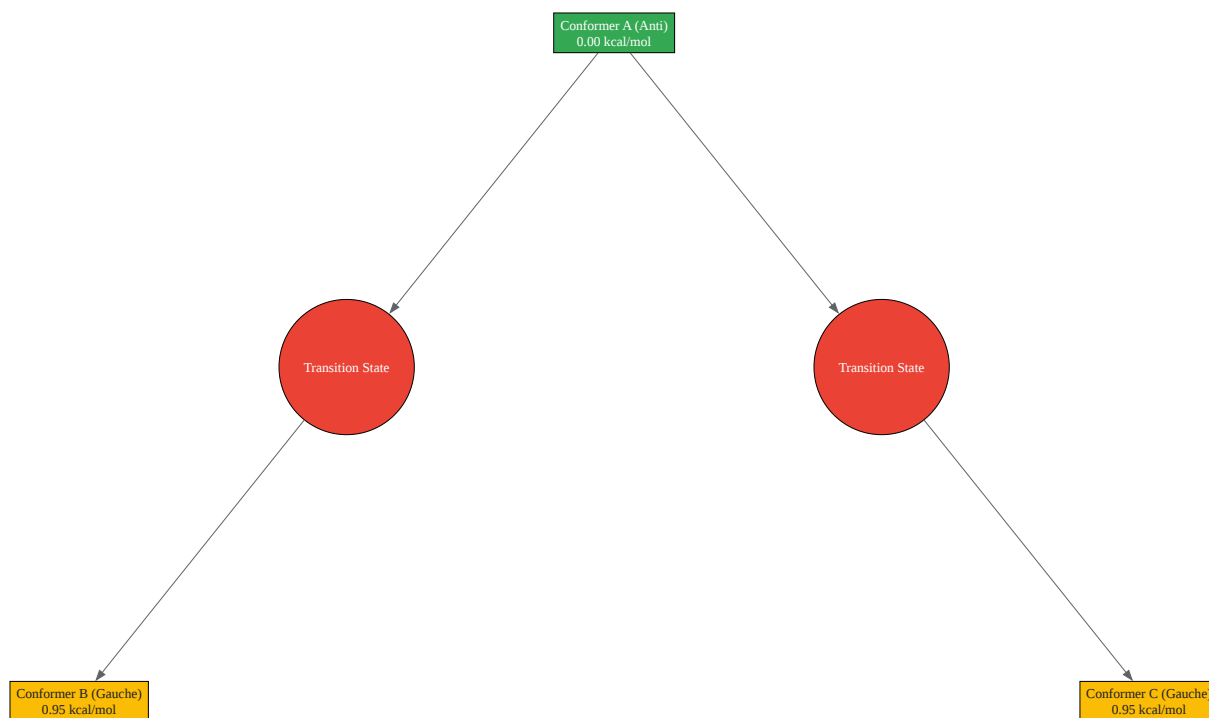 Conformer A (Anti)
0.00 kcal/mol
Transition State
Transition State
Conformer B (Gauche)
0.95 kcal/mol
Conformer C (Gauche)
0.95 kcal/mol